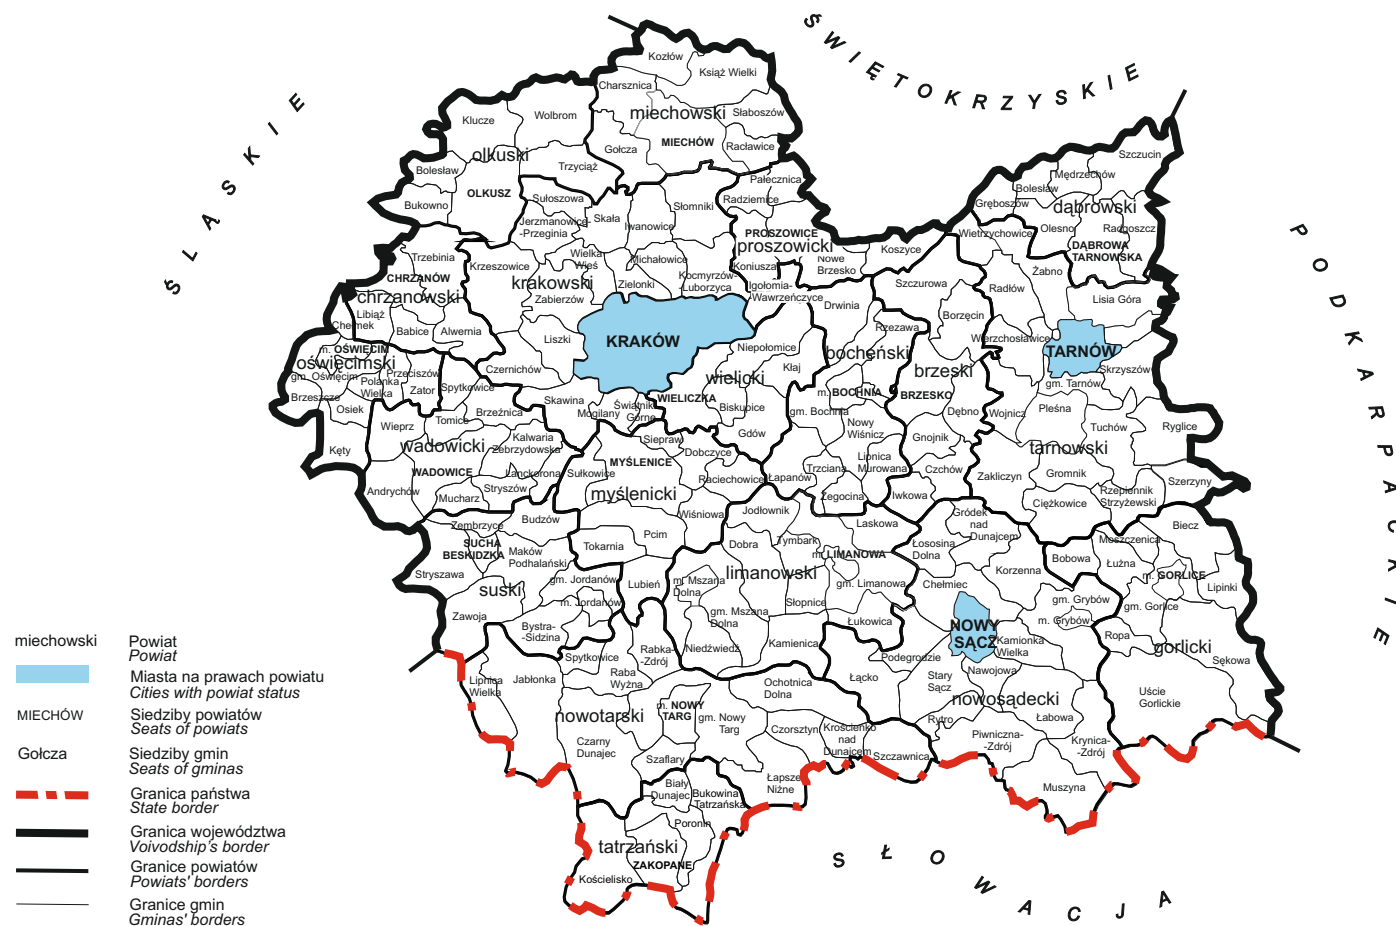 ŚLĄSKIE
ŚWIĘTOKRZYSKIE
PODKARPACKIE
SŁOWACJA
Kozłów
Książ Wielki
Charsznica
miechowski
Słaboszów
Gołcza
MIECHÓW
Racławice
Klucze
Wolbrom
olkuski
Bolesław
Trzyciąż
OLKUSZ
Bukowno
Sułoszowa
Skała
Słomniki
Jerzmanowice
-Przeginia
Iwanowice
Wielka
Wieś
Michałowice
Krzeszowice
krakowski
Zielonki
Kocmyrzów-
Luborzyca
Zabierzów
Igołomia-
-Wawrzeńczyce
Liszki
KRAKÓW
Czernichów
Skawina
Mogilany
Świątniki
Górne
Pałecznica
Radziemice
PROSZOWICE
proszowicki
Koniusza
Nowe
Brzesko
Koszyce
Trzebinia
CHRZANÓW
chrzanowski
Libiąż
Babice
Alwernia
Chełmek
m. OŚWIĘCIM
oświęcimski
gm. Oświęcim
Przeciszów
Polanka
Wielka
Zator
Brzeszcze
Osiek
Kęty
Spytkowice
Brzeźnica
Tomice
Wieprz
wadowicki
Kalwaria
Zebrzydowska
WADOWICE
Lanckorona
Andrychów
Mucharz
Stryszów
Niepołomice
Kłaj
wielicki
WIELICZKA
Biskupice
Gdów
Drwinia
Rzezawa
bocheński
m. BOCHNIA
gm. Bochnia
Nowy
Wiśnicz
Łapanów
Trzciana
Lipnica
Murowana
Żegocina
Szczurowa
Borzęcin
brzeski
BRZESKO
Dębno
Gnojnik
Czchów
Iwkowa
Szczucin
Mędrzechów
Bolesław
Gręboszów
dąbrowski
Olesno
Radgoszcz
DĄBROWA
TARNOWSKA
Wietrzychowice
Żabno
Radłów
Lisia Góra
Wierzchosławice
TARNÓW
Skrzyszów
gm. Tarnów
Wojnicz
Pleśna
Tuchów
Ryglice
tarnowski
Zakliczyn
Gromnik
Szerzyny
Ciężkowice
Rzepiennik
Strzyżewski
Siepraw
Dobczyce
MYŚLENICE
Sułkowice
Raciechowice
myślenicki
Wiśniowa
Pcim
Tokarnia
Lubień
Zembrzyce
Budzów
SUCHA
BESKIDZKA
Maków
Podhalański
Stryszawa
suski
gm. Jordanów
m. Jordanów
Zawoja
Bystra-
-Sidzina
Jodłownik
Laskowa
Dobra
Tymbark
m. LIMANOWA
limanowski
m. Mszana
Dolna
gm. Limanowa
Słopnice
gm. Mszana
Dolna
Łukowica
Niedźwiedź
Kamienica
Gródek
nad
Dunajcem
Łososina
Dolna
Chełmiec
Korzenna
gm. Grybów
m. Grybów
NOWY
SĄCZ
Kamionka
Wielka
Podegrodzie
Łącko
Stary
Sącz
Nawojowa
nowosądecki
Rytro
Łabowa
Piwniczna-
-Zdrój
Krynica-
-Zdrój
Muszyna
Biecz
Moszczenica
Bobowa
Łużna
m. GORLICE
Lipinki
gm. Gorlice
Ropa
gorlicki
Sękowa
Uście
Gorlickie
Spytkowice
Rabka-
-Zdrój
Lipnica
Wielka
Jabłonka
Raba
Wyżna
Ochotnica
Dolna
nowotarski
m. NOWY
TARG
gm. Nowy
Targ
Czorsztyn
Krościenko
nad
Dunajcem
Szczawnica
Czarny
Dunajec
Szaflary
Łapsze
Niżne
Biały
Dunajec
Bukowina
Tatrzańska
Poronin
tatrzański
ZAKOPANE
Kościelisko
miechowski
Powiat
Powiat
Miasta na prawach powiatu
Cities with powiat status
MIECHÓW
Siedziby powiatów
Seats of powiats
Gołcza
Siedziby gmin
Seats of gminas
Granica państwa
State border
Granica województwa
Voivodship's border
Granice powiatów
Powiats' borders
Granice gmin
Gminas' borders